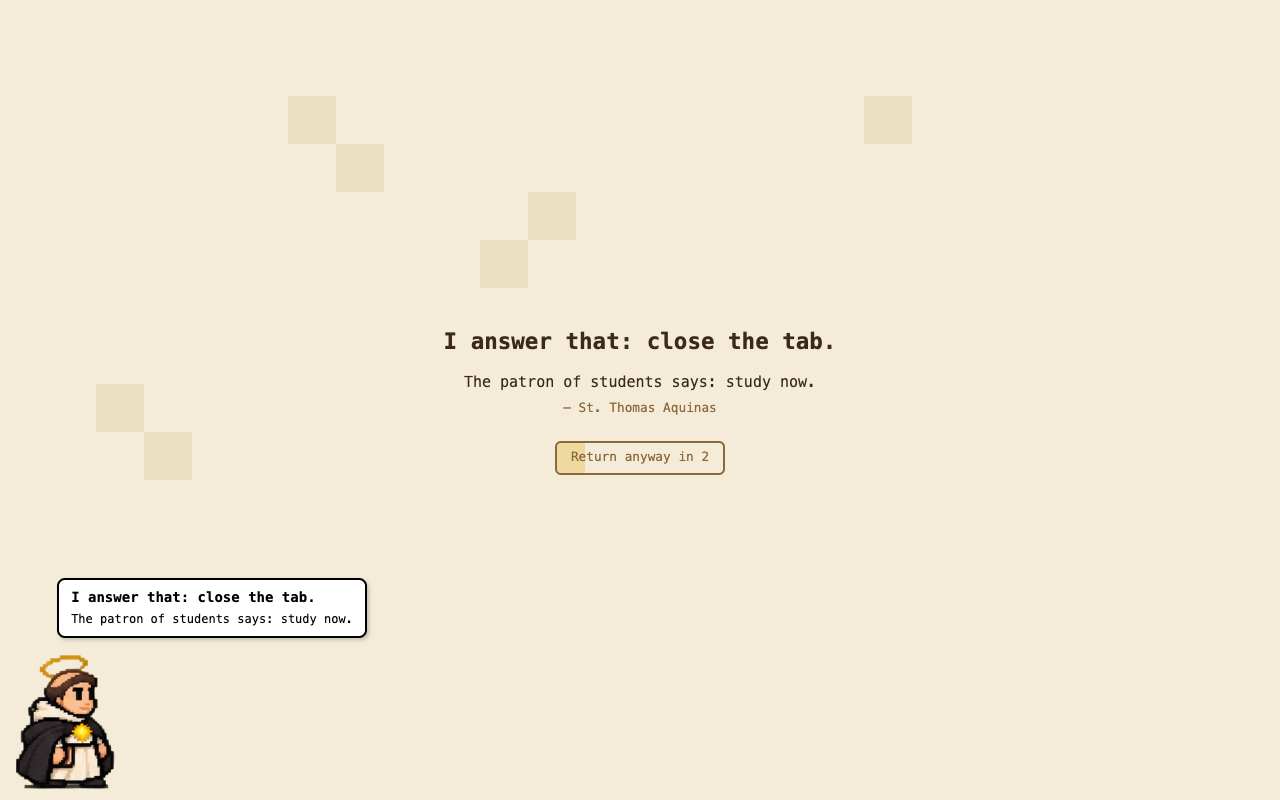 I answer that: close the tab.
The patron of students says: study now.
— St. Thomas Aquinas
Return anyway in 2
I answer that: close the tab.
The patron of students says: study now.